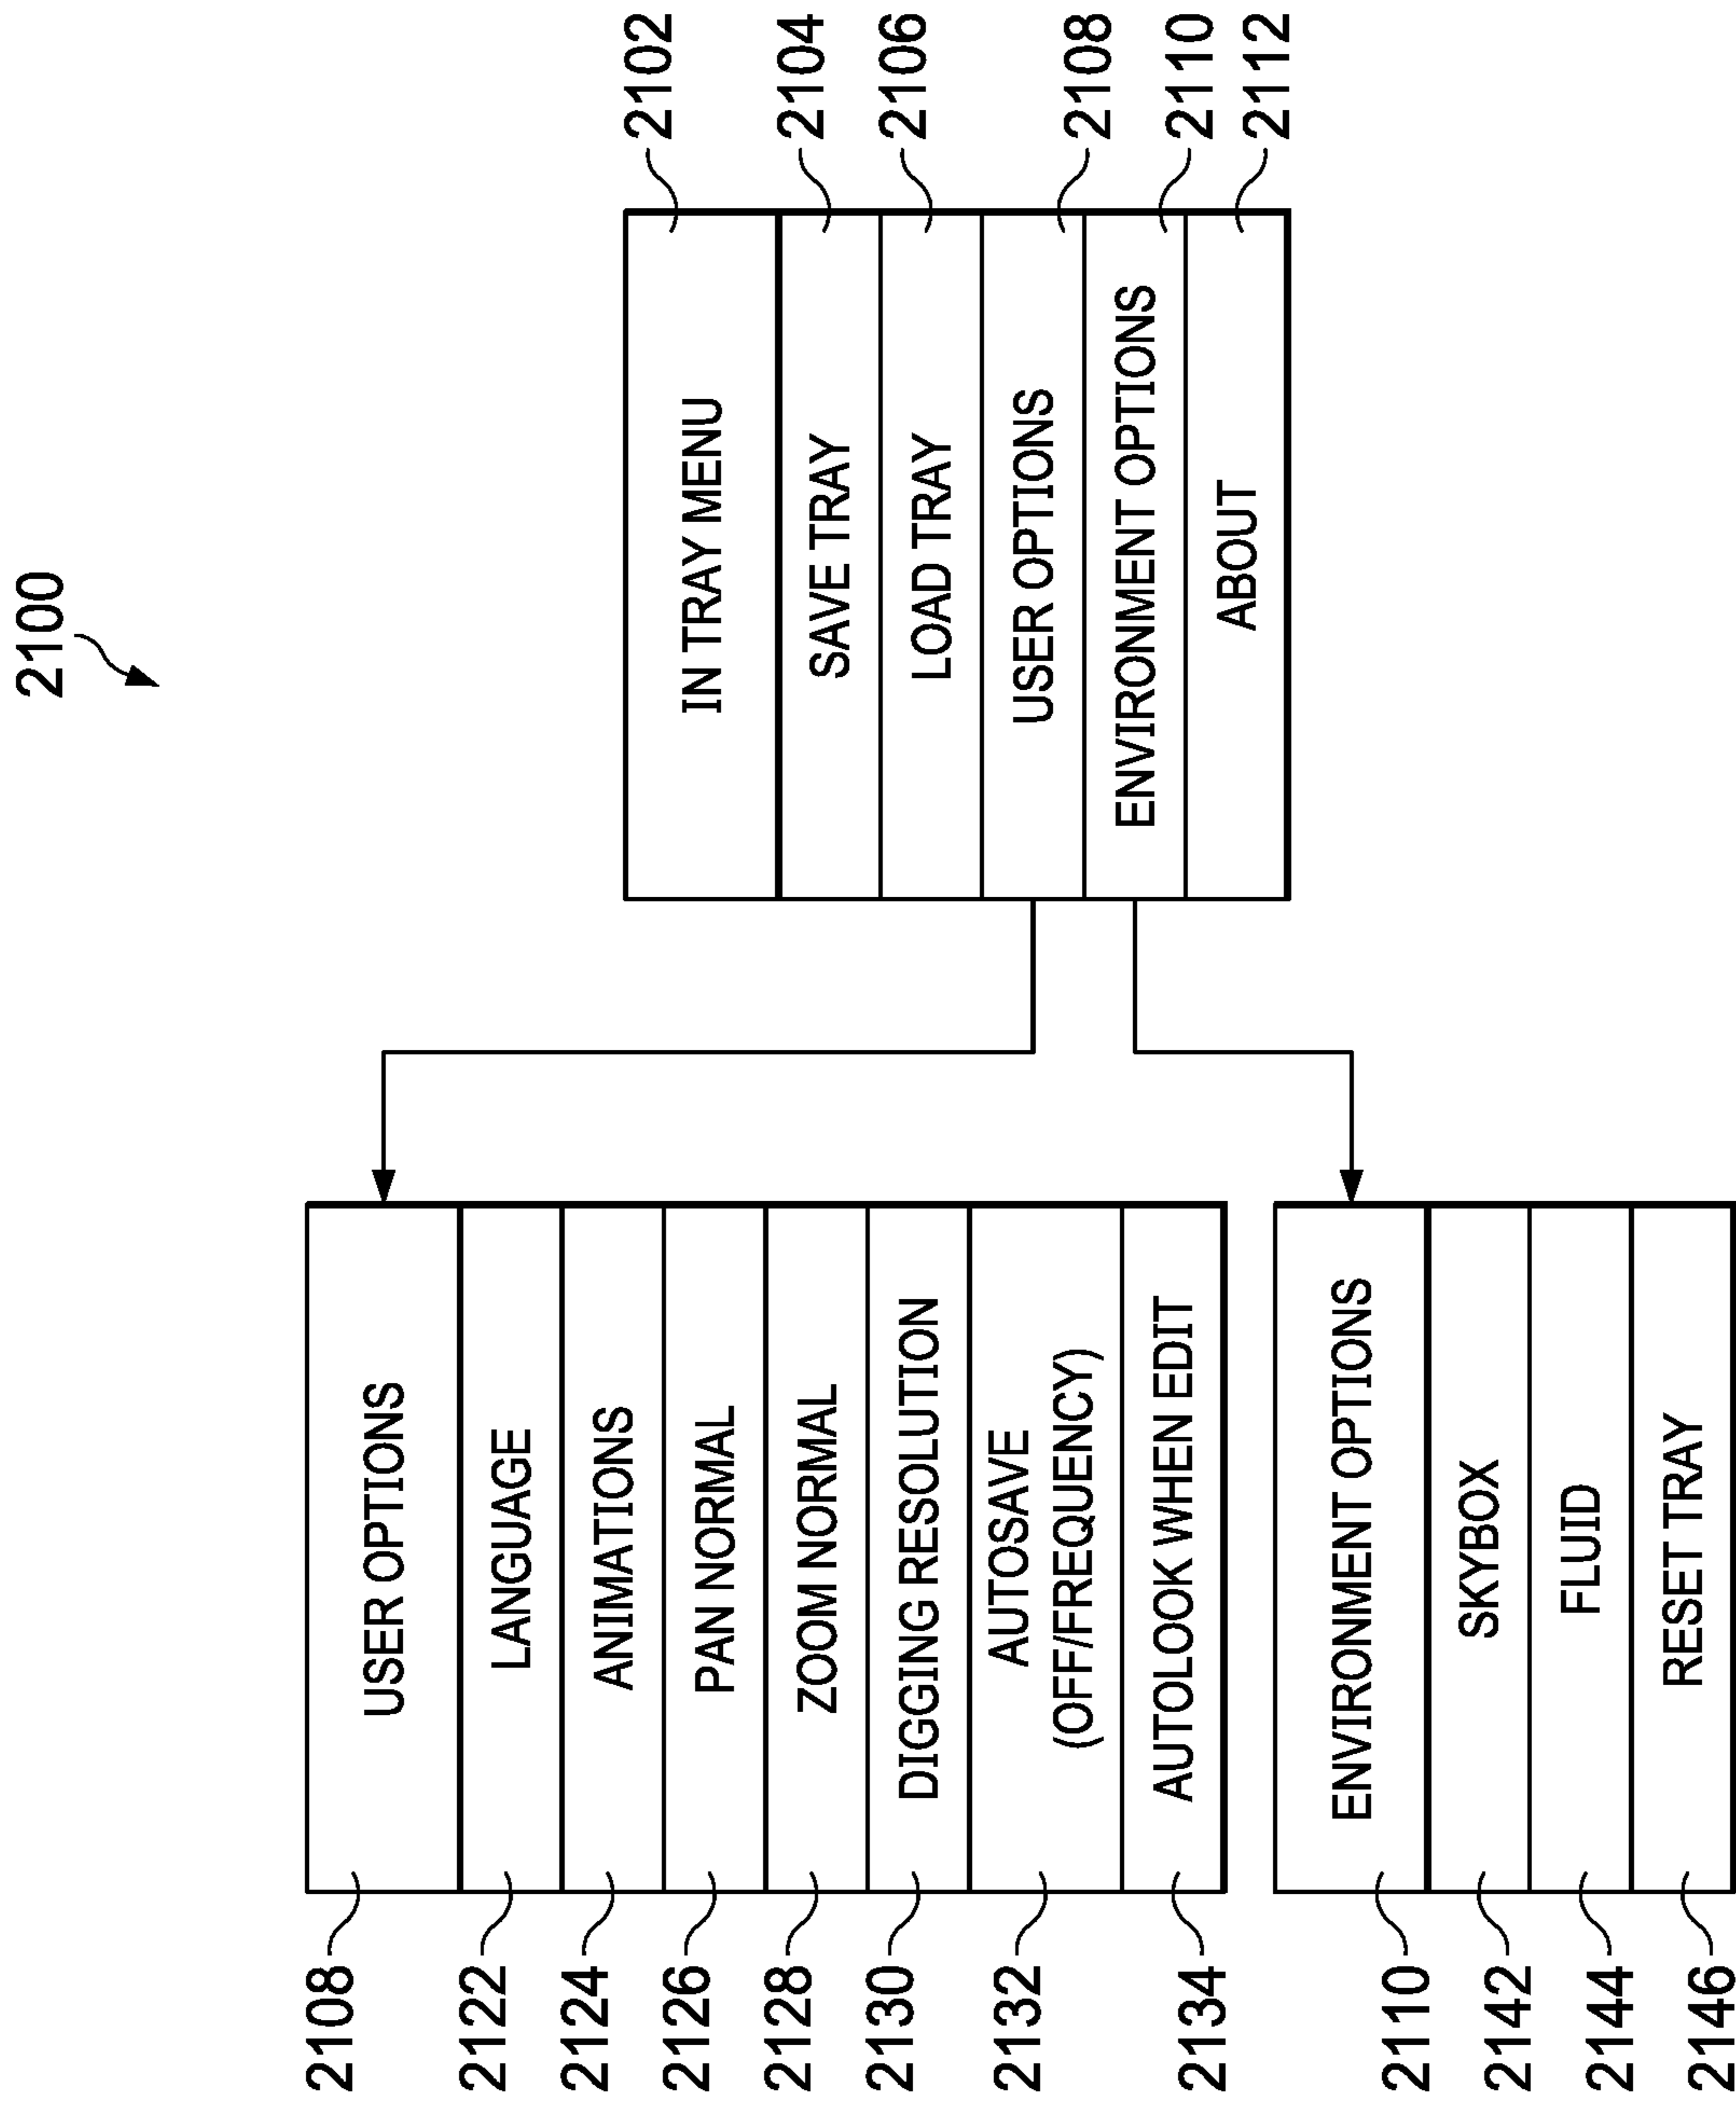 2100
2108
USER OPTIONS
2122
LANGUAGE
2124
ANIMATIONS
2126
PAN NORMAL
2128
ZOOM NORMAL
2130
DIGGING RESOLUTION
2132
AUTOSAVE
(OFF/FREQUENCY)
2134
AUTOLOOK WHEN EDIT
2110
ENVIRONMENT OPTIONS
2142
SKYBOX
2144
FLUID
2146
RESET TRAY
IN TRAY MENU
2102
SAVE TRAY
2104
LOAD TRAY
2106
USER OPTIONS
2108
ENVIRONMENT OPTIONS
2110
ABOUT
2112